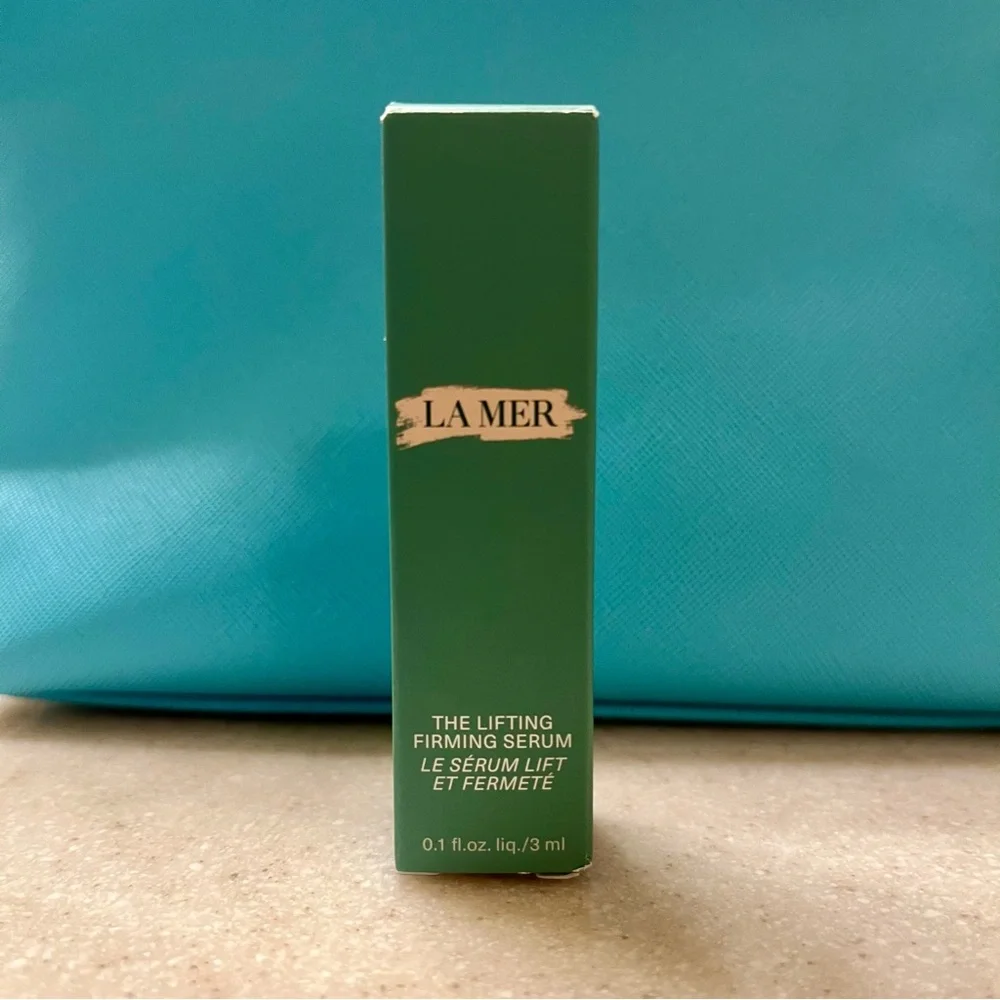 LA MER
THE LIFTING
FIRMING SERUM
LE SÉRUM LIFT
ET FERMETÉ
0.1 fl.oz. liq./3 ml